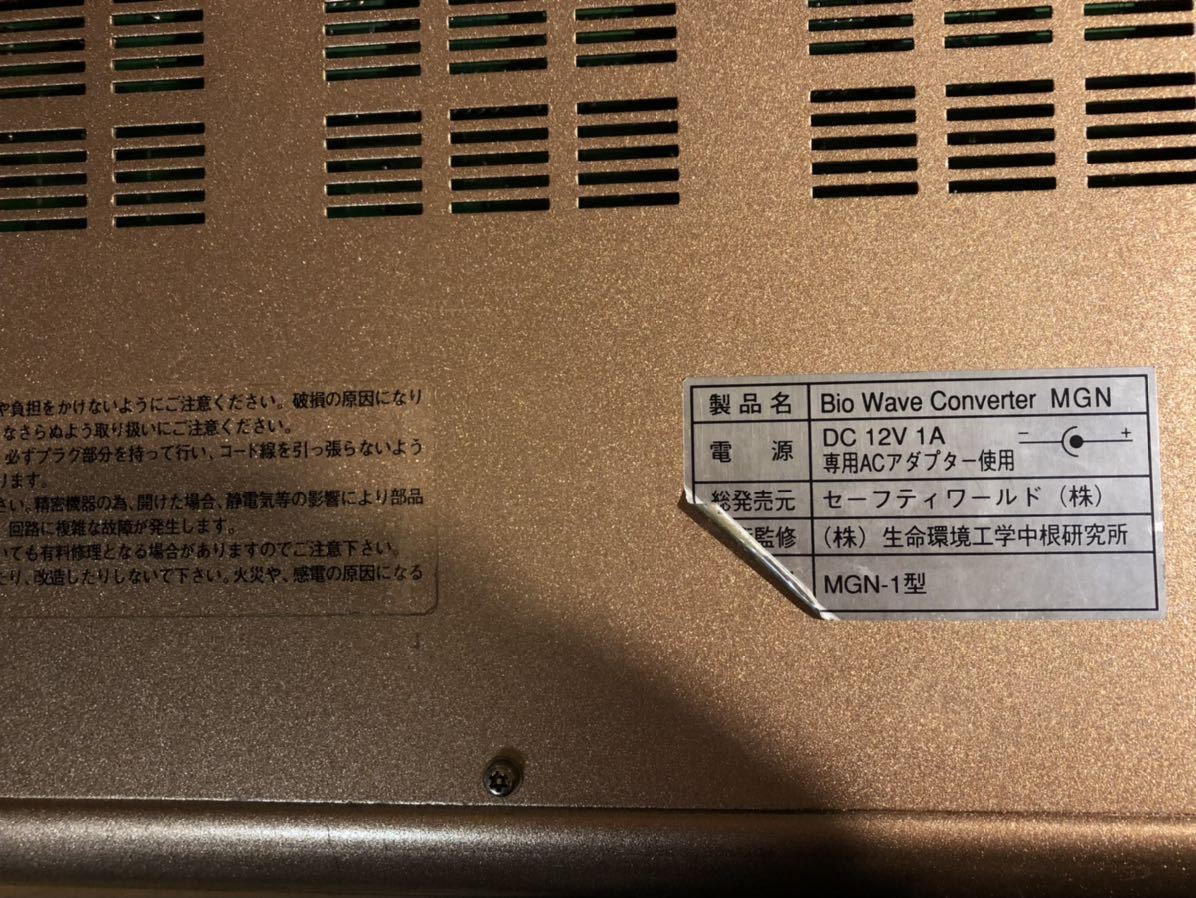 や負担をかけないようにご注意ください。破損の原因になり
なさらぬよう取り扱いにご注意ください。
必ずプラグ部分を持って行い、コード線を引っ張らないよう
ります。
さい。精密機器の為、開けた場合、静電気等の影響により部品
回路に複雑な故障が発生します。
いても有料修理となる場合がありますのでご注意下さい。
たり、改造したりしないで下さい。火災や、感電の原因になる
製品名 Bio Wave Converter MGN
電源 DC 12V 1A − +
専用ACアダプター使用
総発売元 セーフティワールド（株）
監修 （株）生命環境工学中根研究所
MGN-1型